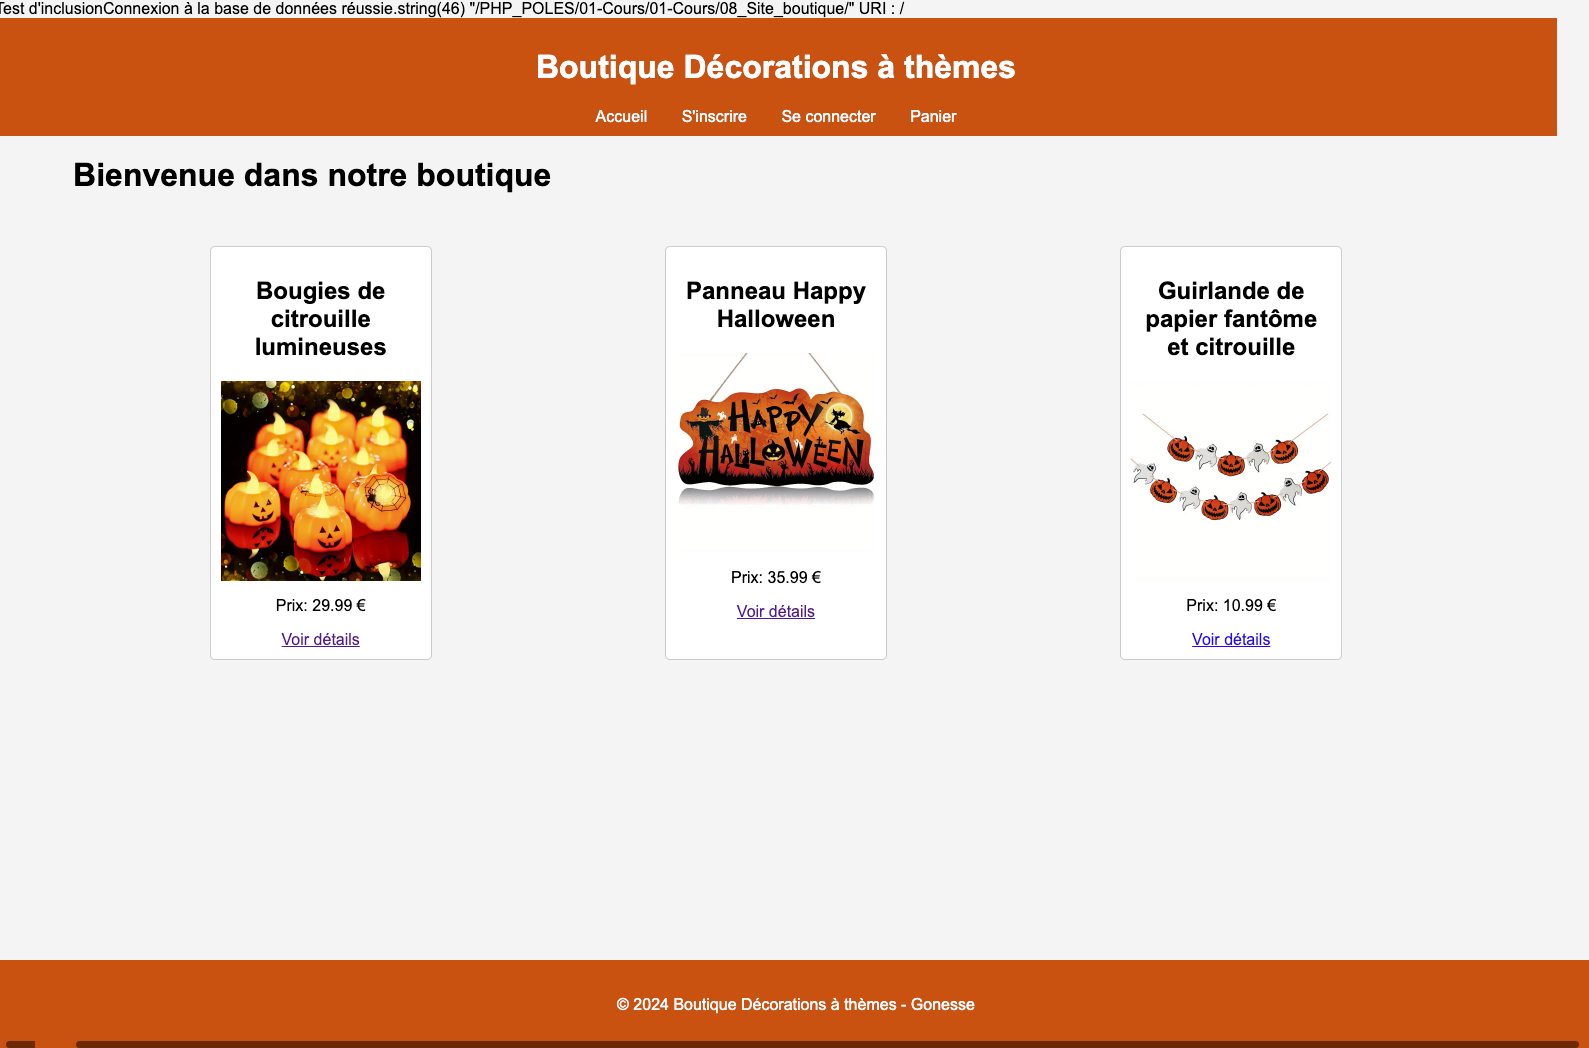 Test d'inclusionConnexion à la base de données réussie.string(46) "/PHP_POLES/01-Cours/01-Cours/08_Site_boutique/" URI : /
Boutique Décorations à thèmes
Accueil S'inscrire Se connecter Panier
Bienvenue dans notre boutique
Bougies de
citrouille
lumineuses
Prix: 29.99 €
Voir détails
Panneau Happy
Halloween
HAPPY
HALLOWEEN
Prix: 35.99 €
Voir détails
Guirlande de
papier fantôme
et citrouille
Prix: 10.99 €
Voir détails
© 2024 Boutique Décorations à thèmes - Gonesse